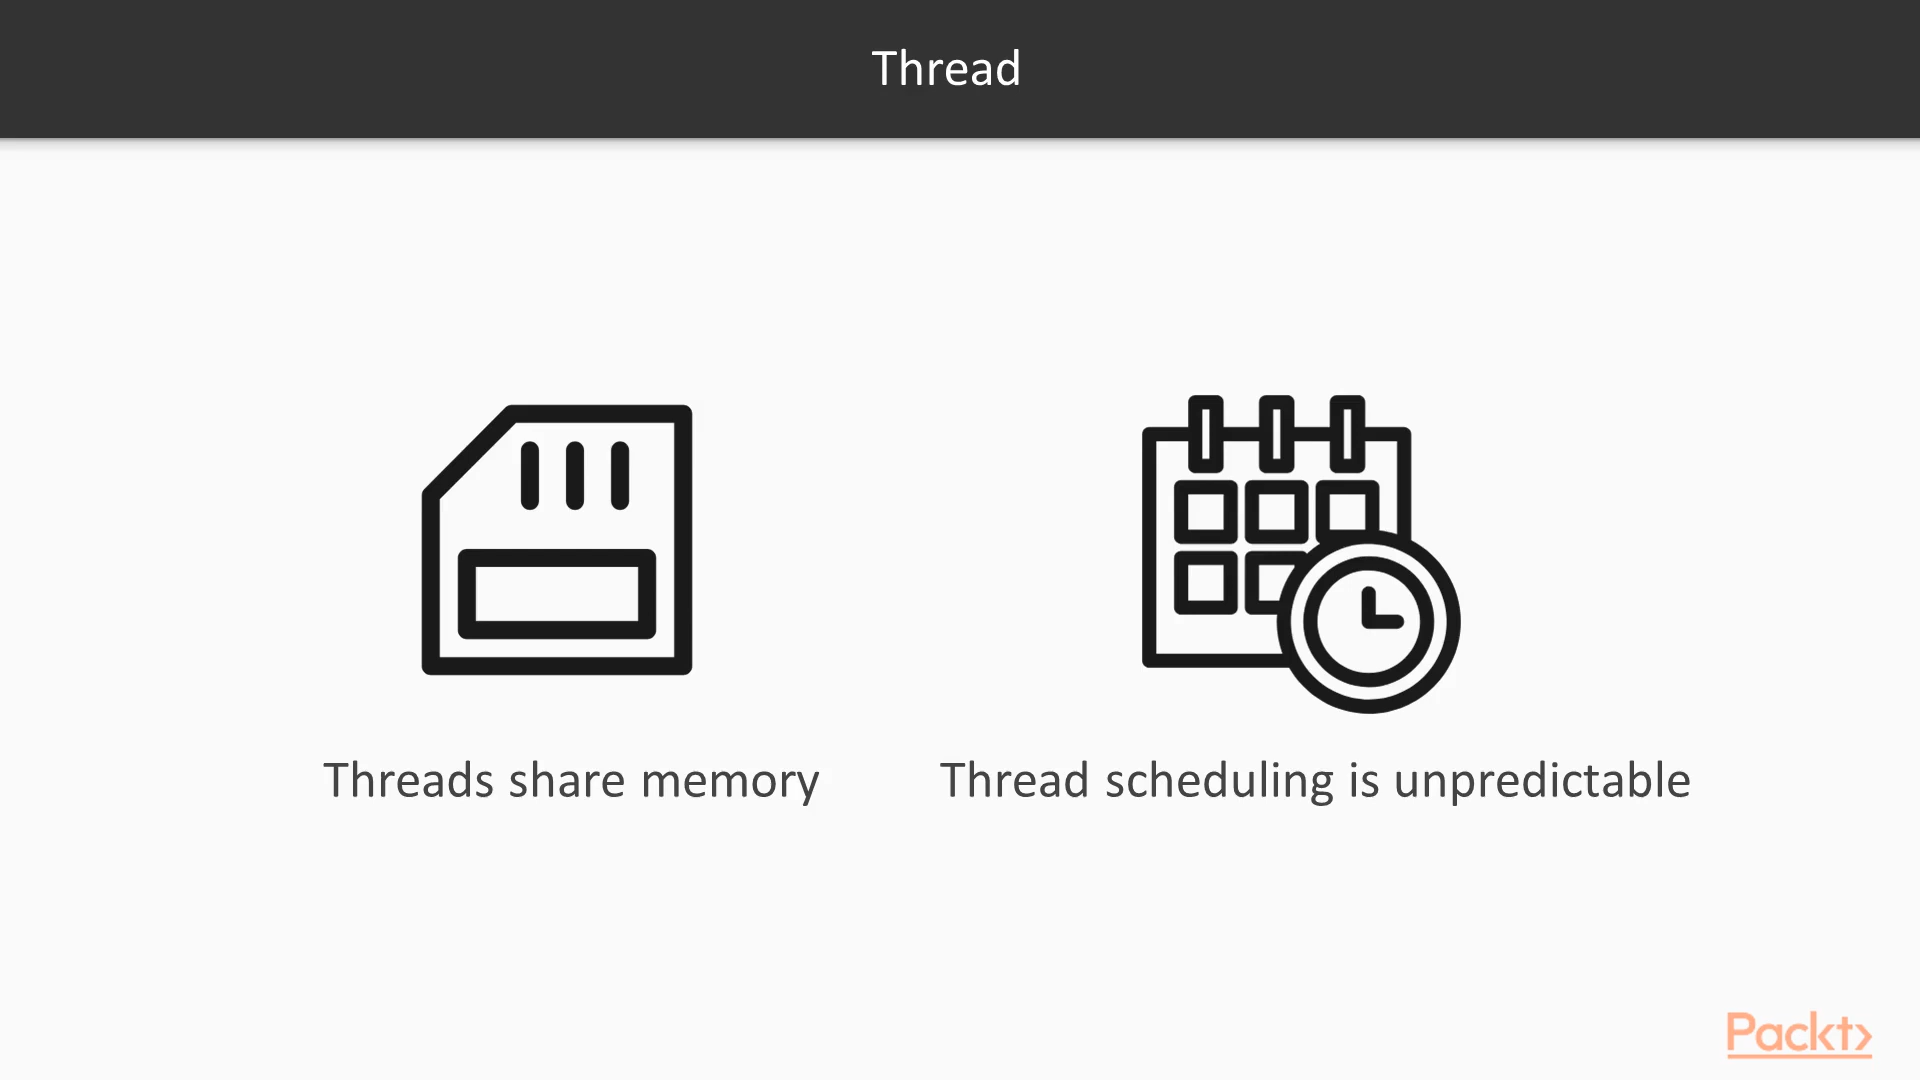 Thread
Threads share memory
Thread scheduling is unpredictable
Packt